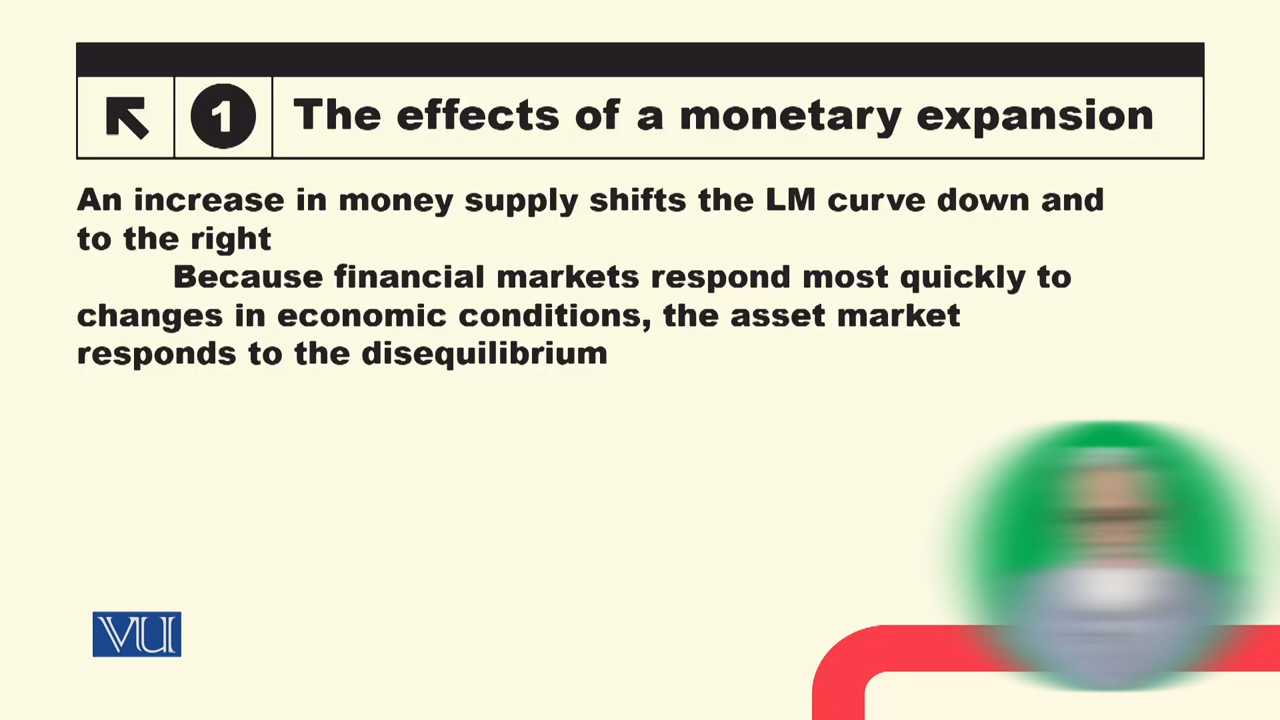 1 The effects of a monetary expansion
An increase in money supply shifts the LM curve down and
to the right
Because financial markets respond most quickly to
changes in economic conditions, the asset market
responds to the disequilibrium
VU